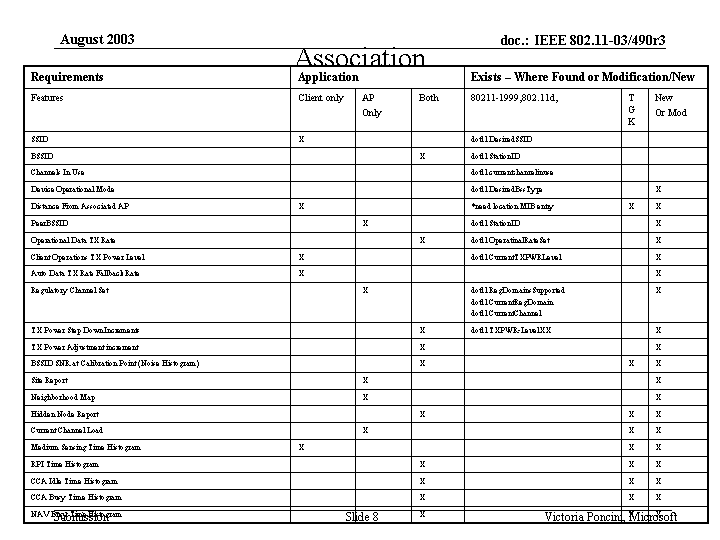 August 2003
doc.: IEEE 802.11-03/490r3
Association
Requirements Application Exists – Where Found or Modification/New
Features Client only AP Only Both 80211-1999,802.11d, T G K New Or Mod
SSID X dot11DesiredSSID
BSSID X dot11StationID
Channels In Use dot11currentchannelinuse
Device Operational Mode dot11DesiredBssType X
Distance From Associated AP X *need location MIB entry X X
PeerBSSID X dot11StationID X
Operational Data TX Rate X dot11OperatinalRateSet X
Client Operations TX Power Level X dot11CurrentTXPWRLevel X
Auto Data TX Rate Fallback Rate X X
Regulatory Channel Set X dot11RegDomainsSupported X
dot11CurrentRegDomain
dot11CurrentChannel
TX Power Step Down Increments X dot11TXPWR-LevelXX X
TX Power Adjustment increment X X
BSSID SNR at Calibration Point (Noise Histogram) X X X
Site Report X X
Neighborhood Map X X
Hidden Node Report X X X
Current Channel Load X X X
Medium Sensing Time Histogram X X X
RPI Time Histogram X X X
CCA Idle Time Histogram X X X
CCA Busy Time Histogram X X X
NAV Busy Time Histogram X X X
Submission Slide 8 Victoria Poncini, Microsoft